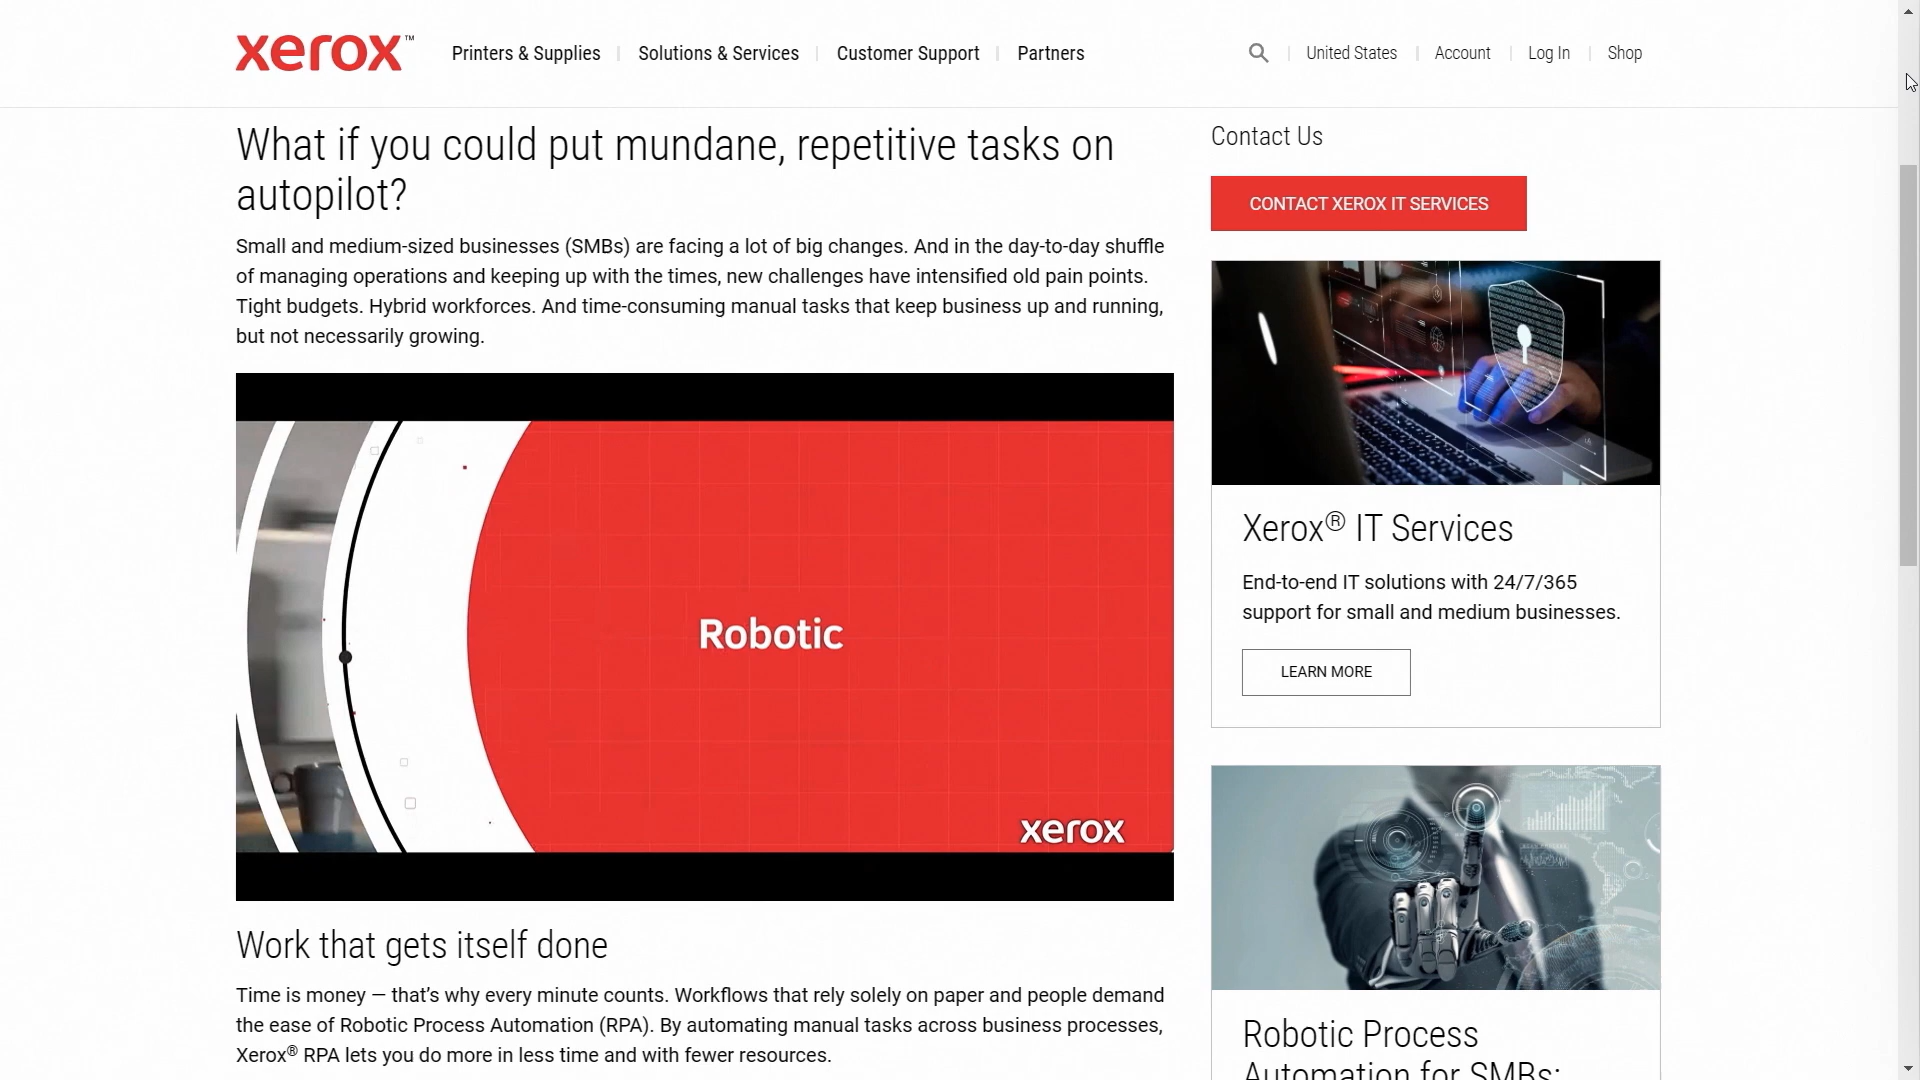 xerox™
Printers & Supplies
Solutions & Services
Customer Support
Partners
United States
Account
Log In
Shop
What if you could put mundane, repetitive tasks on
autopilot?
Small and medium-sized businesses (SMBs) are facing a lot of big changes. And in the day-to-day shuffle
of managing operations and keeping up with the times, new challenges have intensified old pain points.
Tight budgets. Hybrid workforces. And time-consuming manual tasks that keep business up and running,
but not necessarily growing.
Robotic
xerox
Work that gets itself done
Time is money — that’s why every minute counts. Workflows that rely solely on paper and people demand
the ease of Robotic Process Automation (RPA). By automating manual tasks across business processes,
Xerox® RPA lets you do more in less time and with fewer resources.
Contact Us
CONTACT XEROX IT SERVICES
Xerox® IT Services
End-to-end IT solutions with 24/7/365
support for small and medium businesses.
LEARN MORE
Robotic Process
Automation for SMBs: